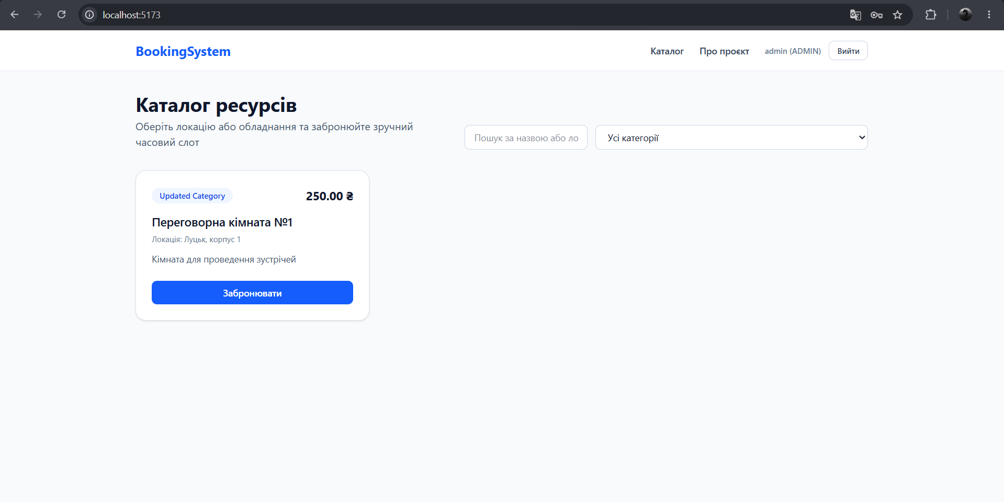 localhost:5173
BookingSystem
Каталог
Про проєкт
admin (ADMIN)
Вийти
Каталог ресурсів
Оберіть локацію або обладнання та забронюйте зручний
часовий слот
Пошук за назвою або ло
Усі категорії
Updated Category
250.00 ₴
Переговорна кімната №1
Локація: Луцьк, корпус 1
Кімната для проведення зустрічей
Забронювати